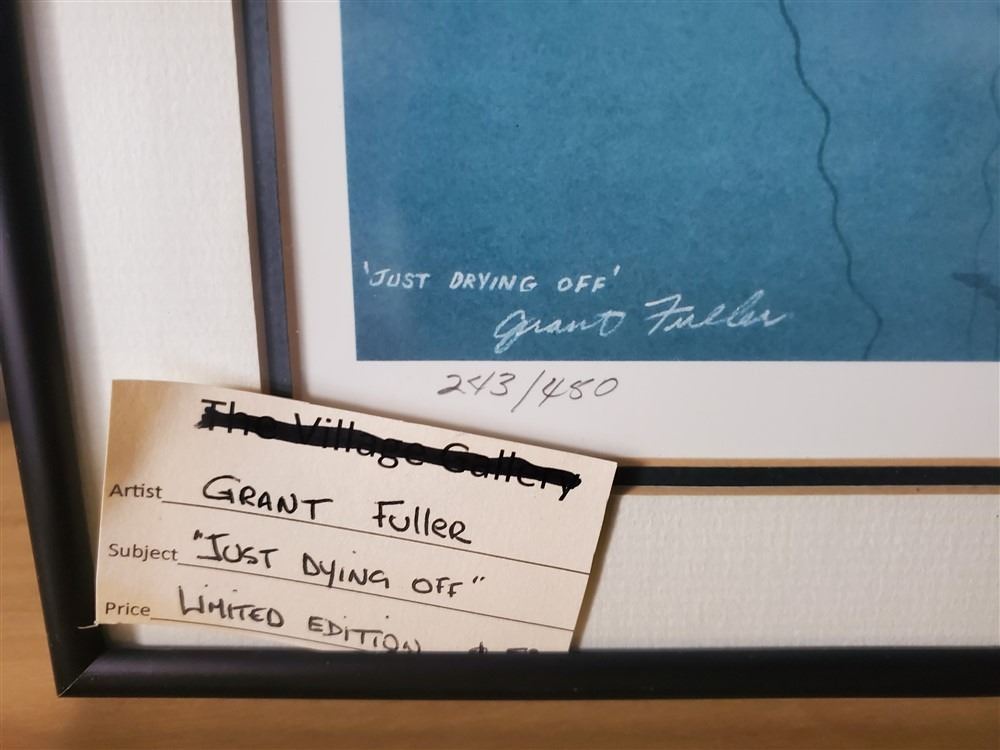 'JUST DRYING OFF'
Grant Fuller
243/480
The Village Gallery
Artist GRANT FULLER
Subject "JUST DYING OFF"
Price LIMITED EDITION